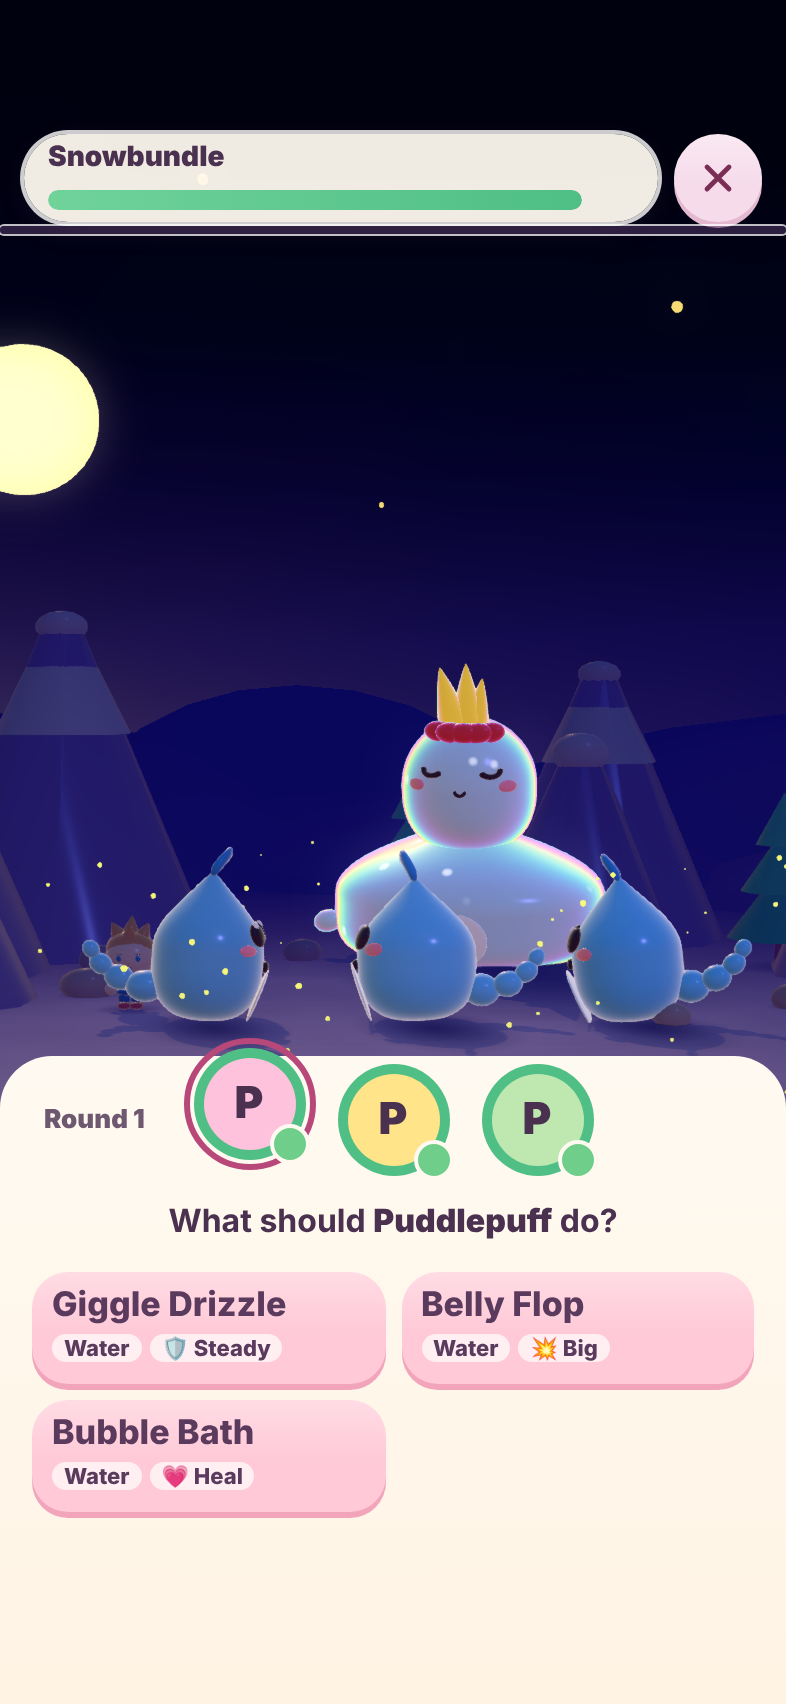 Snowbundle
Round 1
P
P
P
What should Puddlepuff do?
Giggle Drizzle
Water
Steady
Belly Flop
Water
Big
Bubble Bath
Water
Heal